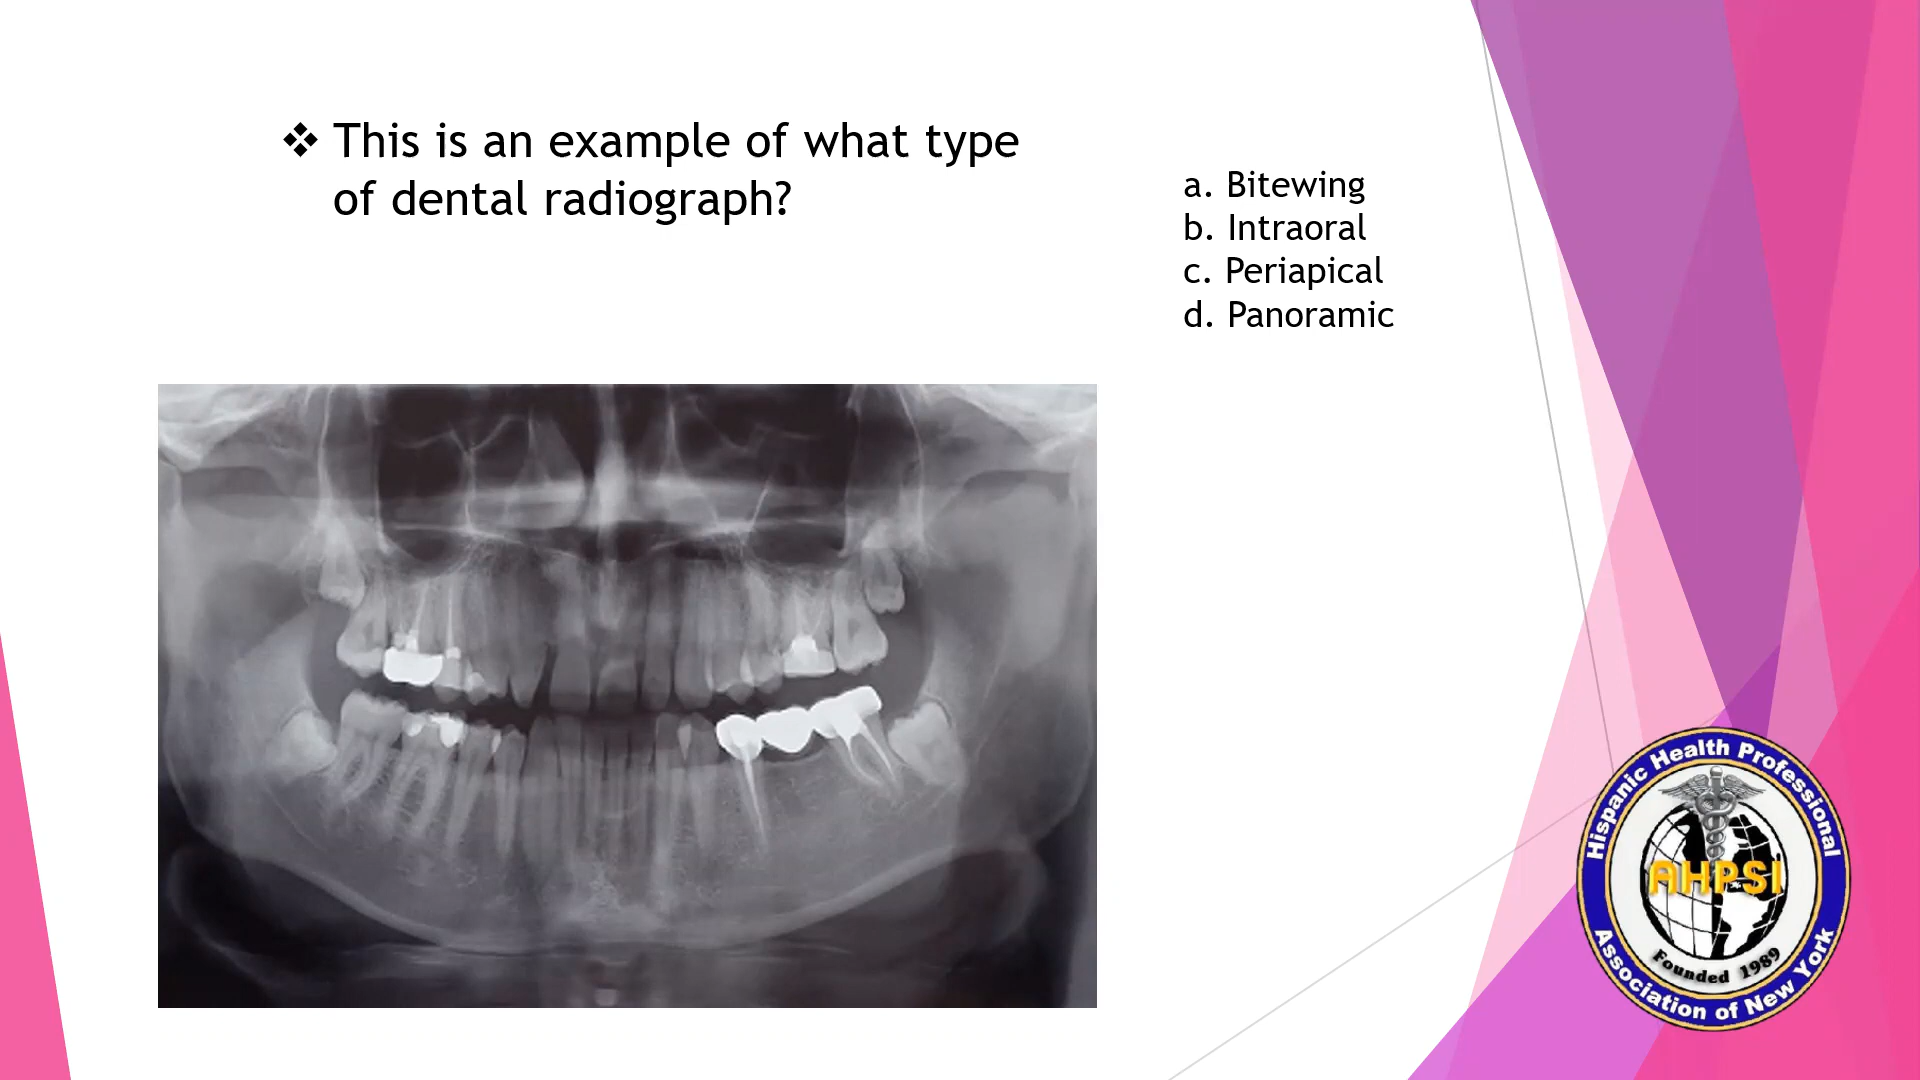 ❖ This is an example of what type
of dental radiograph?
a. Bitewing
b. Intraoral
c. Periapical
d. Panoramic
Hispanic Health Professional
AHPSI
Founded 1989
Association of New York